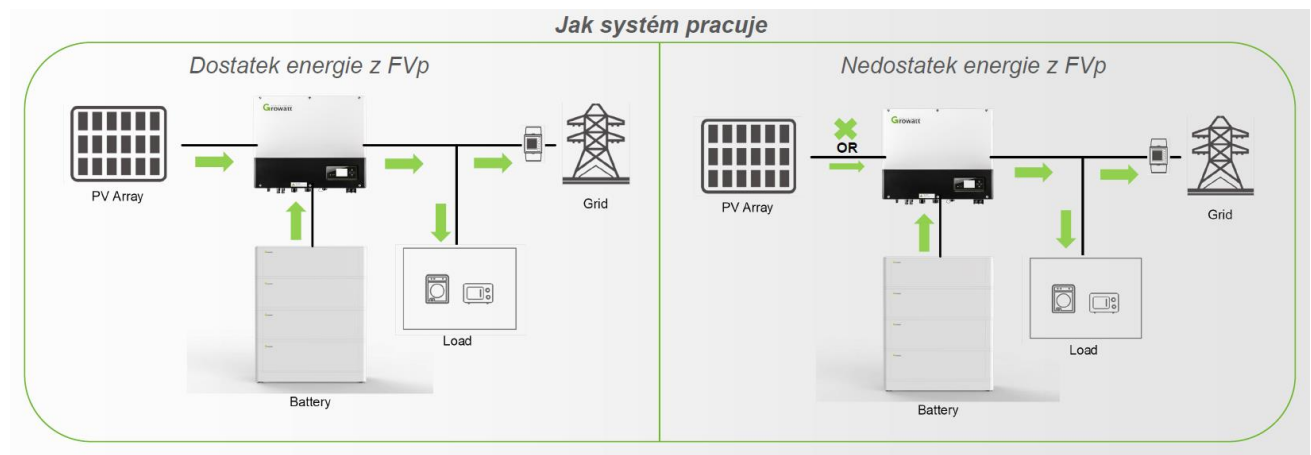 Jak systém pracuje
Dostatek energie z FVp
Growatt
PV Array
Grid
Load
Battery
Nedostatek energie z FVp
OR
Growatt
PV Array
Grid
Load
Battery